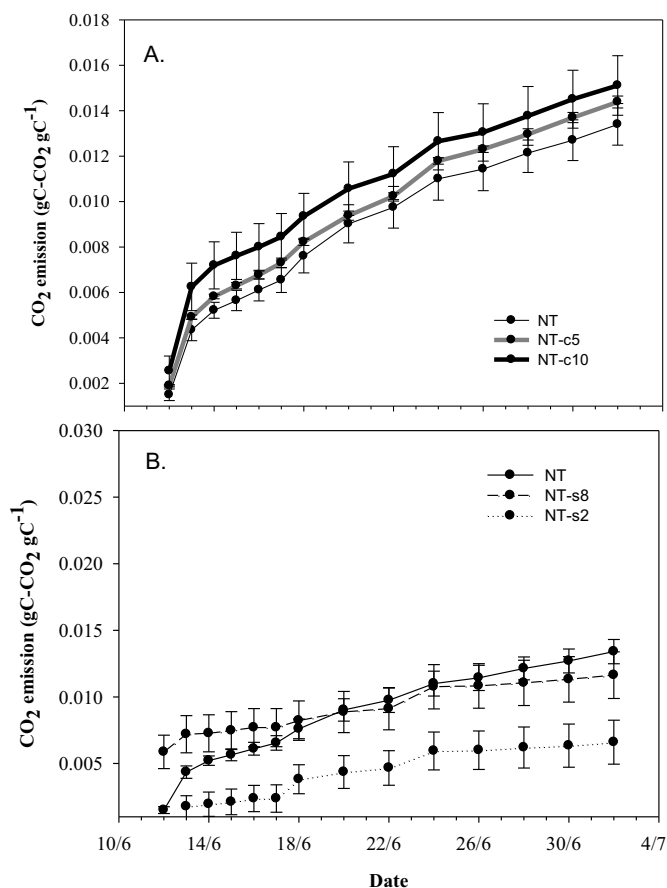 A.
CO2 emission (gC-CO2 gC-1)
0.018
0.016
0.014
0.012
0.010
0.008
0.006
0.004
0.002
NT
NT-c5
NT-c10
B.
CO2 emission (gC-CO2 gC-1)
0.030
0.025
0.020
0.015
0.010
0.005
NT
NT-s8
NT-s2
10/6 14/6 18/6 22/6 26/6 30/6 4/7
Date